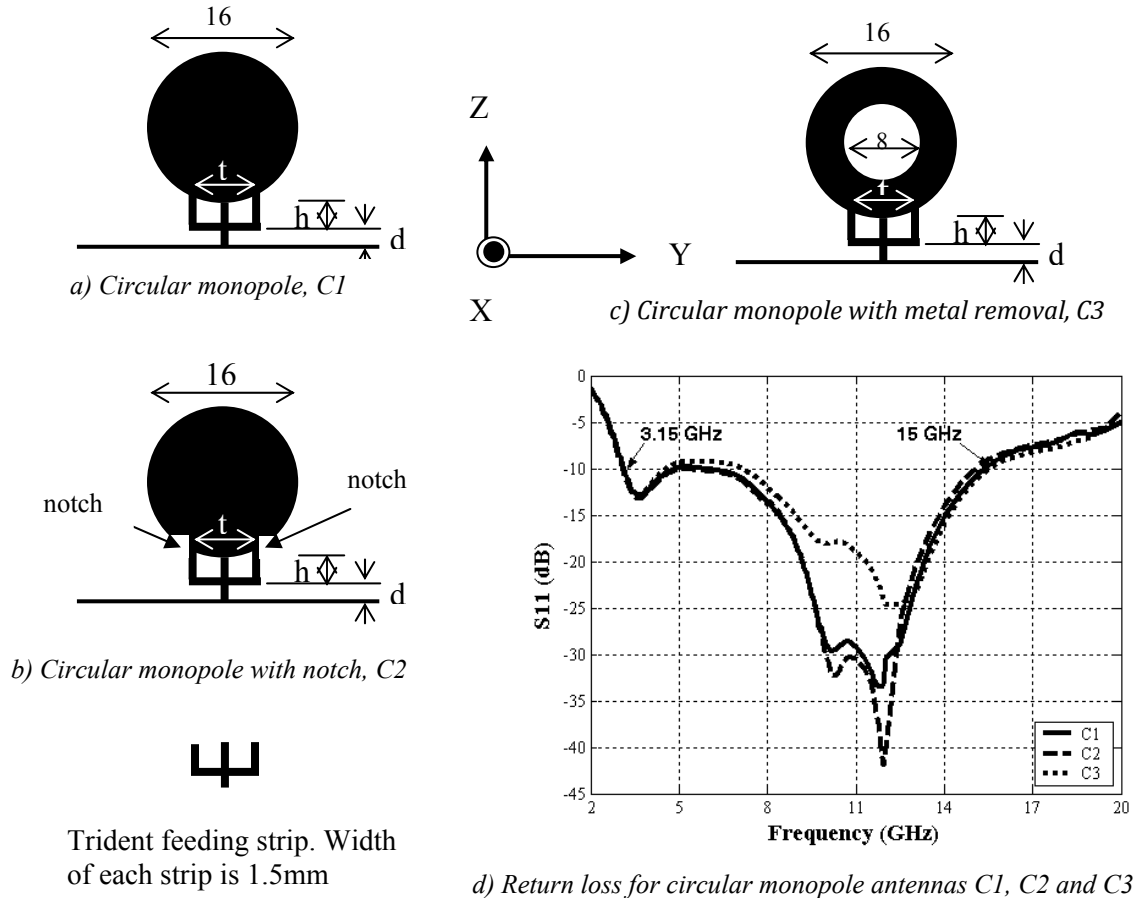 16
t
h
d
a) Circular monopole, C1
Z
Y
X
16
8
t
h
d
c) Circular monopole with metal removal, C3
16
notch
notch
t
h
d
b) Circular monopole with notch, C2
Trident feeding strip. Width
of each strip is 1.5mm
0
-5
-10
-15
-20
-25
-30
-35
-40
-45
S11 (dB)
3.15 GHz
15 GHz
C1
C2
C3
2
5
8
11
14
17
20
Frequency (GHz)
d) Return loss for circular monopole antennas C1, C2 and C3